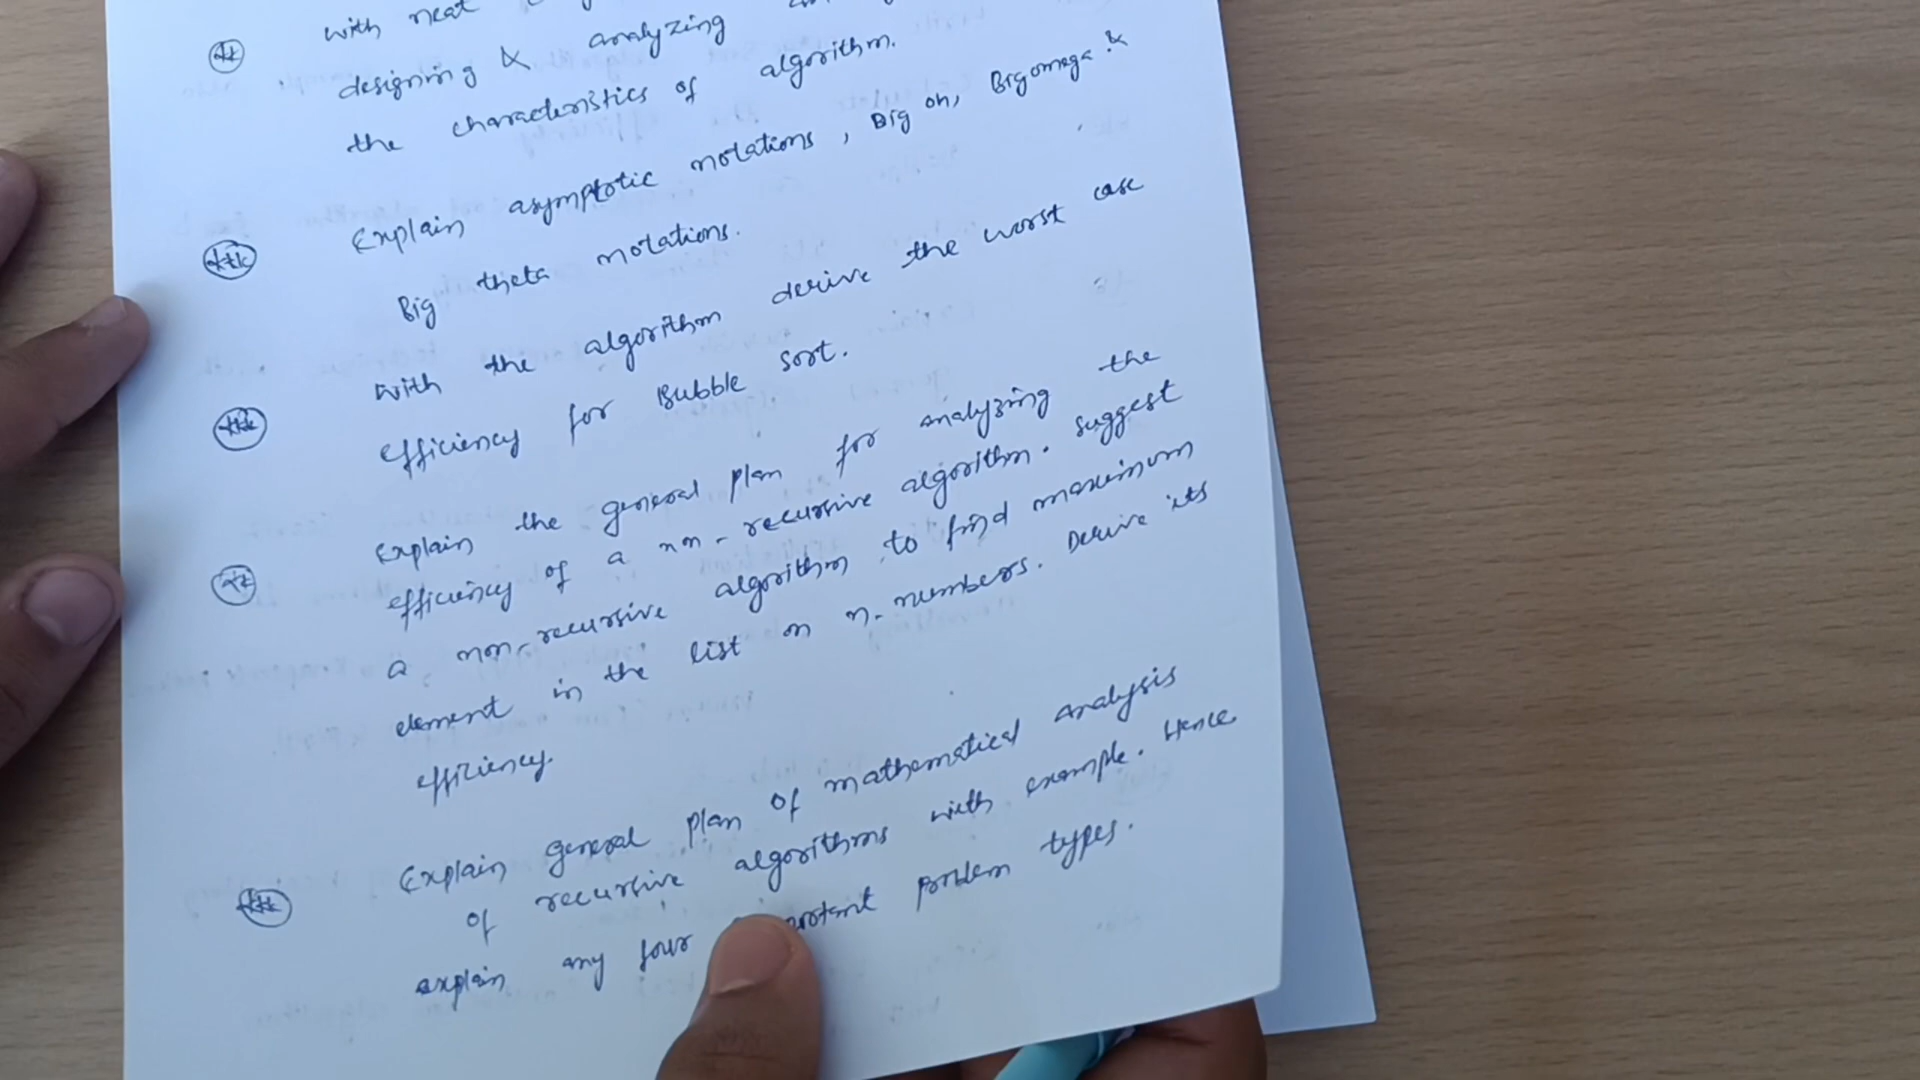 with neat
** designing & analyzing
the characteristics of algorithm.
*** Explain asymptotic notations, Big oh, Big omega &
Big theta notations.
*** With the algorithm derive the worst case
efficiency for Bubble sort.
** Explain the general plan for analyzing the
efficiency of a non-recursive algorithm. Suggest
a non-recursive algorithm to find maximum
element in the list on n-numbers. Derive its
efficiency.
*** Explain general plan of mathematical analysis
of recursive algorithms with example. Hence
explain any four problem types.